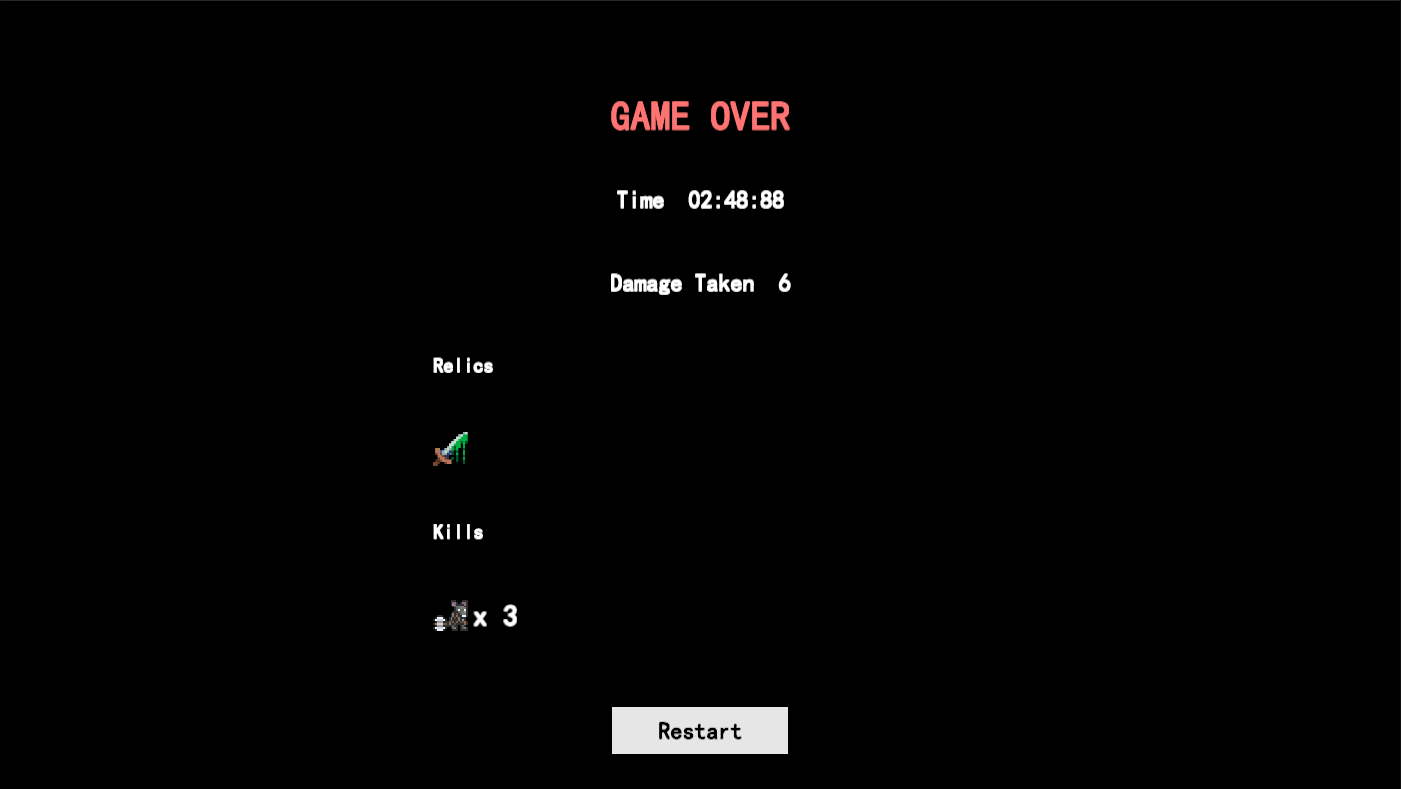 GAME OVER
Time 02:48:88
Damage Taken 6
Relics
Kills
x 3
Restart